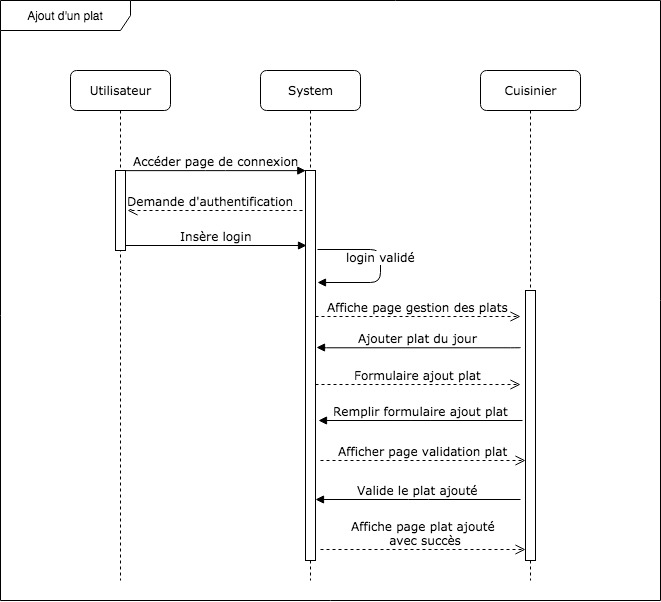 Ajout d'un plat
Utilisateur
System
Cuisinier
Accéder page de connexion
Demande d'authentification
Insère login
login validé
Affiche page gestion des plats
Ajouter plat du jour
Formulaire ajout plat
Remplir formulaire ajout plat
Afficher page validation plat
Valide le plat ajouté
Affiche page plat ajouté
avec succès